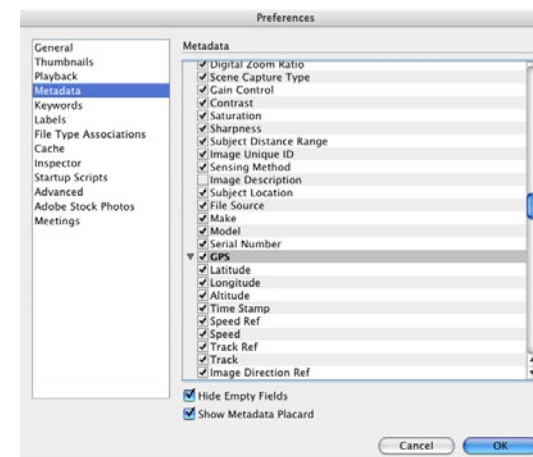 Preferences
General
Thumbnails
Playback
Metadata
Keywords
Labels
File Type Associations
Cache
Inspector
Startup Scripts
Advanced
Adobe Stock Photos
Meetings
Metadata
Digital Zoom Ratio
Scene Capture Type
Gain Control
Contrast
Saturation
Sharpness
Subject Distance Range
Image Unique ID
Sensing Method
Image Description
Subject Location
File Source
Make
Model
Serial Number
GPS
Latitude
Longitude
Altitude
Time Stamp
Speed Ref
Speed
Track Ref
Track
Image Direction Ref
Hide Empty Fields
Show Metadata Placard
Cancel OK